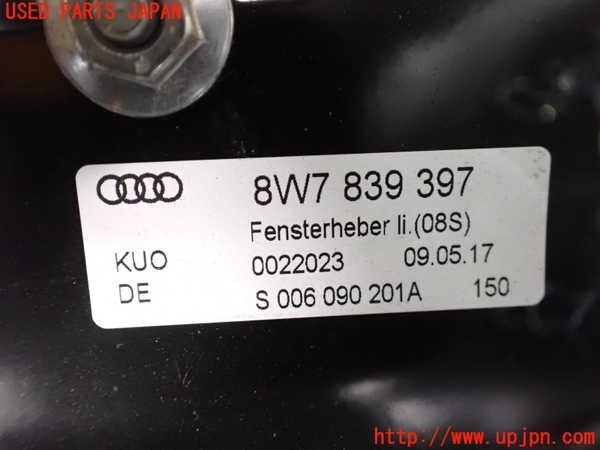 USED PARTS JAPAN
8W7 839 397
Fensterheber li.(08S)
KUO 0022023 09.05.17
DE S 006 090 201A 150
http://www.upjpn.com/